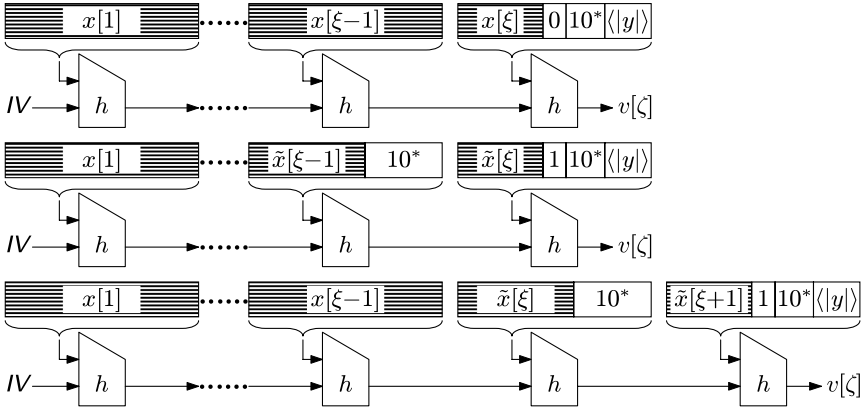 x[1] ······ x[ξ−1] x[ξ] 0 10* ⟨|y|⟩
IV h ······ h h v[ζ]
x[1] ······ x̃[ξ−1] 10* x̃[ξ] 1 10* ⟨|y|⟩
IV h ······ h h v[ζ]
x[1] ······ x[ξ−1] x̃[ξ] 10* x̃[ξ+1] 1 10* ⟨|y|⟩
IV h ······ h h h v[ζ]